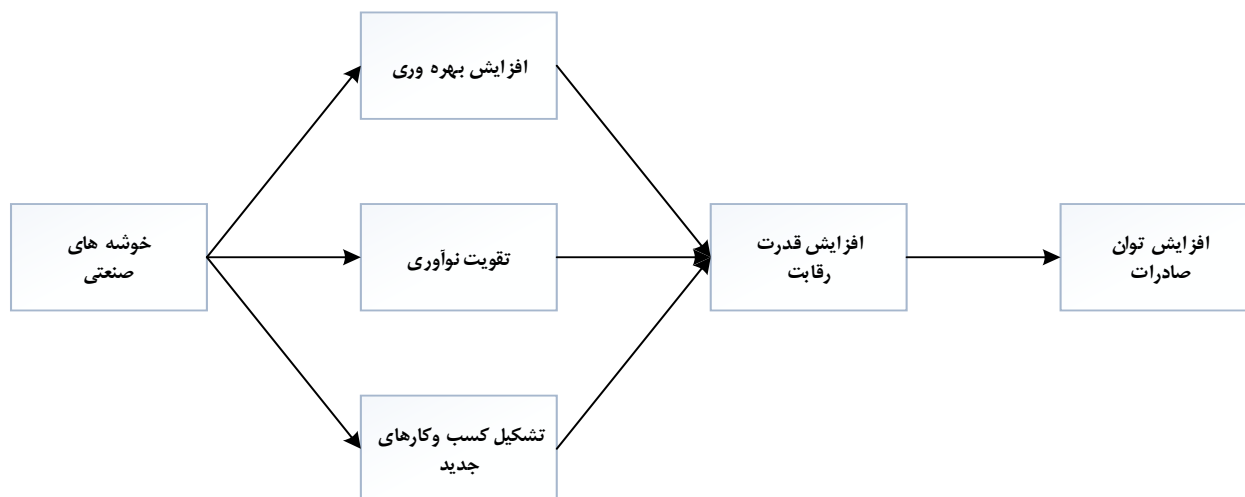 افزایش بهره وری
خوشه های
صنعتی
تقویت نوآوری
افزایش قدرت
رقابت
افزایش توان
صادرات
تشکیل کسب وکارهای
جدید